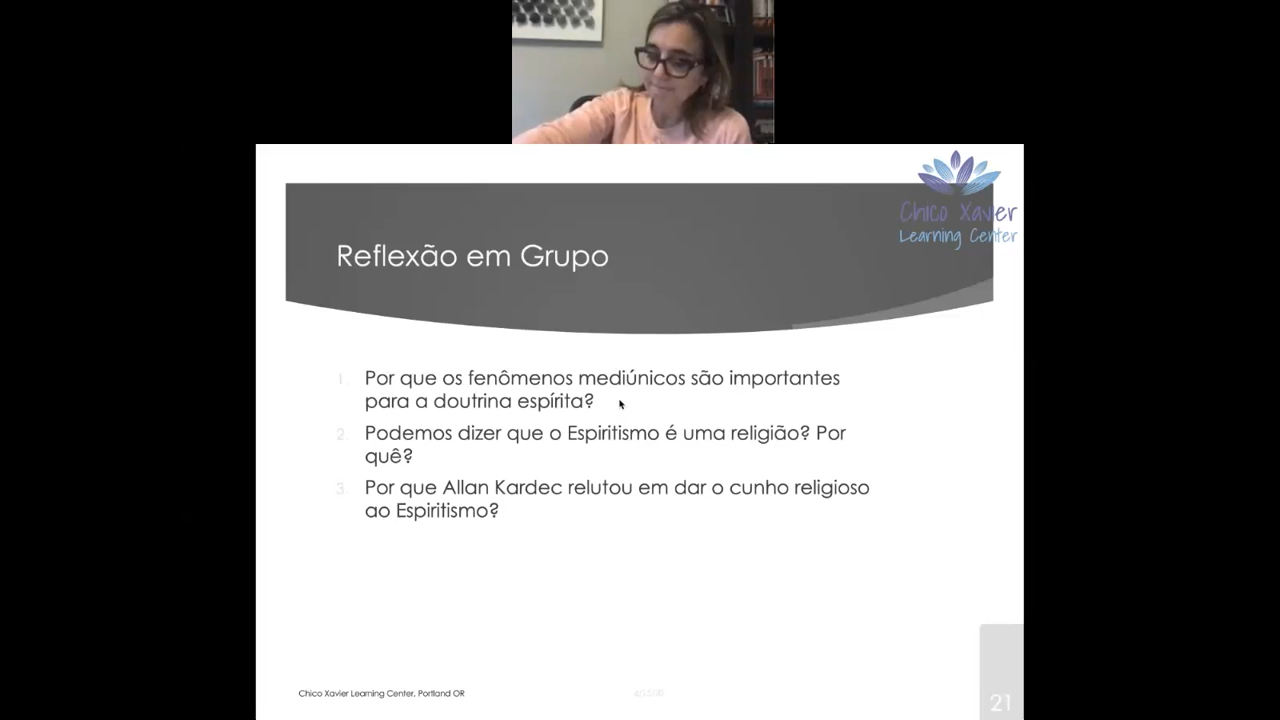 Chico Xavier
Learning Center
Reflexão em Grupo
1. Por que os fenômenos mediúnicos são importantes
para a doutrina espírita?
2. Podemos dizer que o Espiritismo é uma religião? Por
quê?
3. Por que Allan Kardec relutou em dar o cunho religioso
ao Espiritismo?
Chico Xavier Learning Center, Portland OR
21